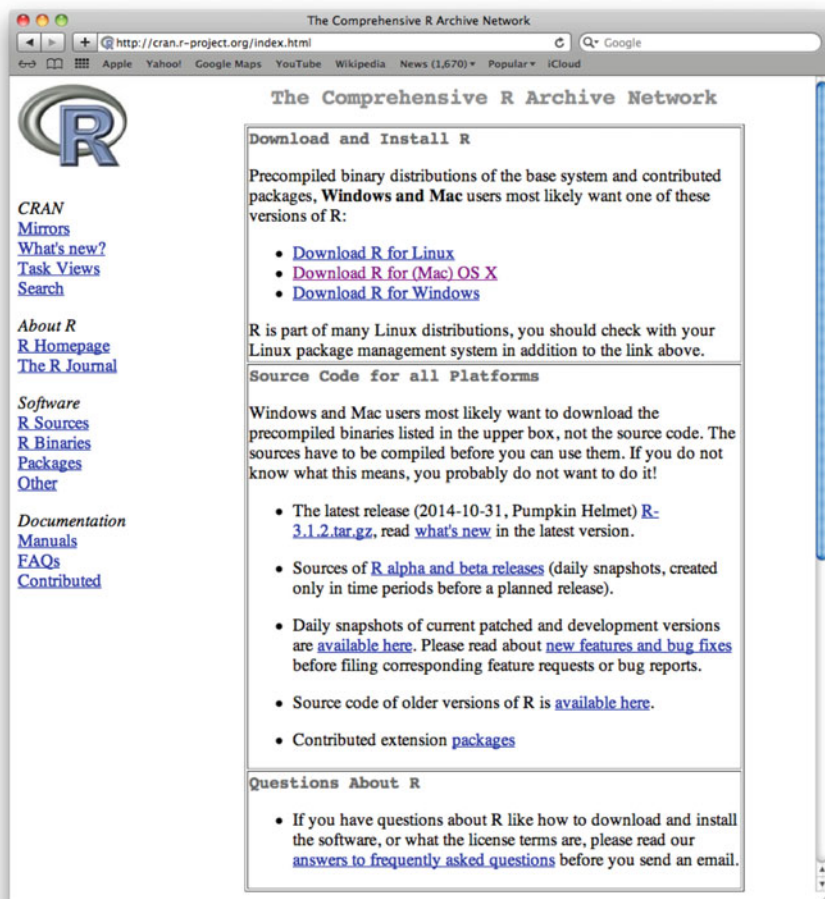 The Comprehensive R Archive Network
http://cran.r-project.org/index.html
Google
Apple Yahoo! Google Maps YouTube Wikipedia News (1,670) Popular iCloud
R
CRAN
Mirrors
What's new?
Task Views
Search
About R
R Homepage
The R Journal
Software
R Sources
R Binaries
Packages
Other
Documentation
Manuals
FAQs
Contributed
The Comprehensive R Archive Network
Download and Install R
Precompiled binary distributions of the base system and contributed
packages, Windows and Mac users most likely want one of these
versions of R:
• Download R for Linux
• Download R for (Mac) OS X
• Download R for Windows
R is part of many Linux distributions, you should check with your
Linux package management system in addition to the link above.
Source Code for all Platforms
Windows and Mac users most likely want to download the
precompiled binaries listed in the upper box, not the source code. The
sources have to be compiled before you can use them. If you do not
know what this means, you probably do not want to do it!
• The latest release (2014-10-31, Pumpkin Helmet) R-
3.1.2.tar.gz, read what's new in the latest version.
• Sources of R alpha and beta releases (daily snapshots, created
only in time periods before a planned release).
• Daily snapshots of current patched and development versions
are available here. Please read about new features and bug fixes
before filing corresponding feature requests or bug reports.
• Source code of older versions of R is available here.
• Contributed extension packages
Questions About R
• If you have questions about R like how to download and install
the software, or what the license terms are, please read our
answers to frequently asked questions before you send an email.